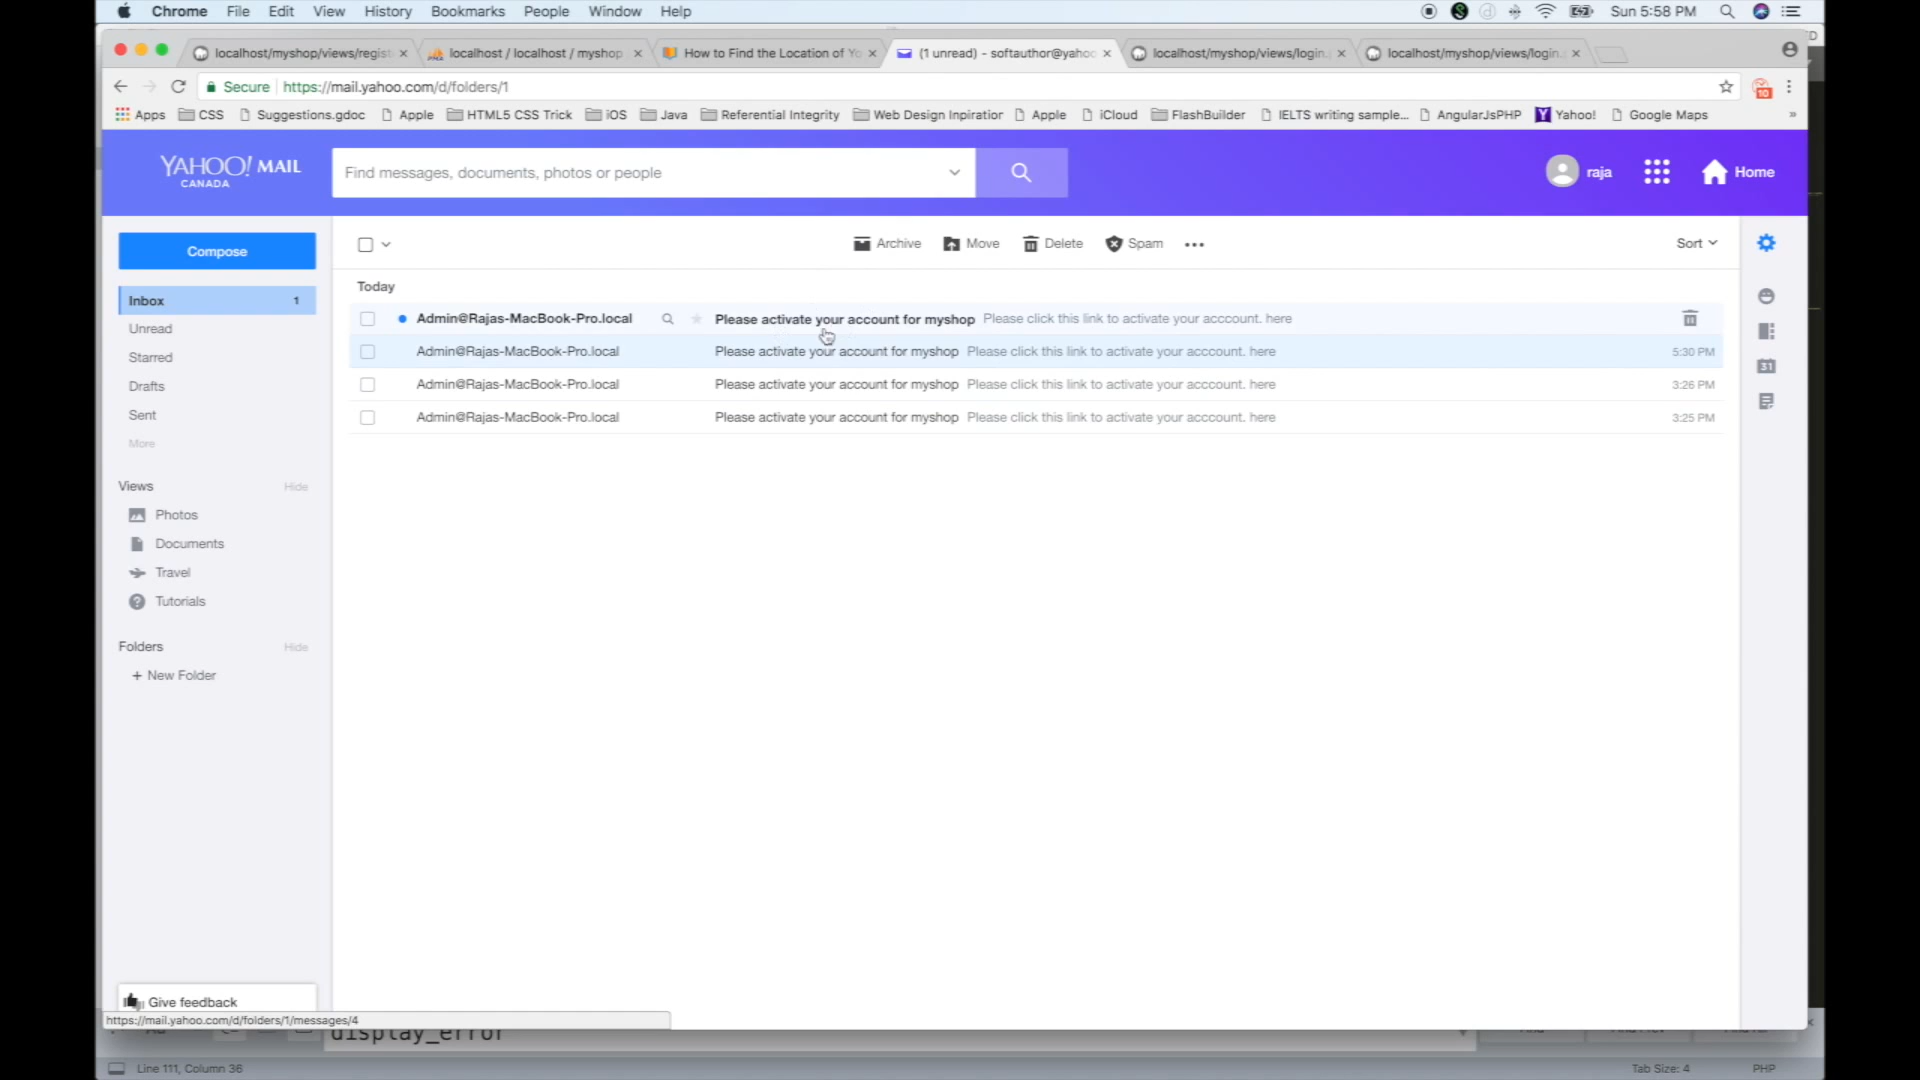 Chrome File Edit View History Bookmarks People Window Help Sun 5:58 PM
localhost/myshop/views/regist localhost / localhost / myshop How to Find the Location of Yo (1 unread) - softauthor@yahoo localhost/myshop/views/login. localhost/myshop/views/login.
Secure https://mail.yahoo.com/d/folders/1 10
Apps CSS Suggestions.gdoc Apple HTML5 CSS Trick iOS Java Referential Integrity Web Design Inpiratior Apple iCloud FlashBuilder IELTS writing sample... AngularJsPHP Yahoo! Google Maps »
YAHOO! MAIL
CANADA
Find messages, documents, photos or people
raja Home
Compose
Archive Move Delete Spam ••• Sort
Today
Inbox 1
Unread
Starred
Drafts
Sent
More
Admin@Rajas-MacBook-Pro.local Please activate your account for myshop Please click this link to activate your acccount. here
Admin@Rajas-MacBook-Pro.local Please activate your account for myshop Please click this link to activate your acccount. here 5:30 PM
Admin@Rajas-MacBook-Pro.local Please activate your account for myshop Please click this link to activate your acccount. here 3:26 PM
Admin@Rajas-MacBook-Pro.local Please activate your account for myshop Please click this link to activate your acccount. here 3:25 PM
31
Views Hide
Photos
Documents
Travel
Tutorials
Folders Hide
+ New Folder
Give feedback
https://mail.yahoo.com/d/folders/1/messages/4
display_error
Line 111, Column 36 Tab Size: 4 PHP